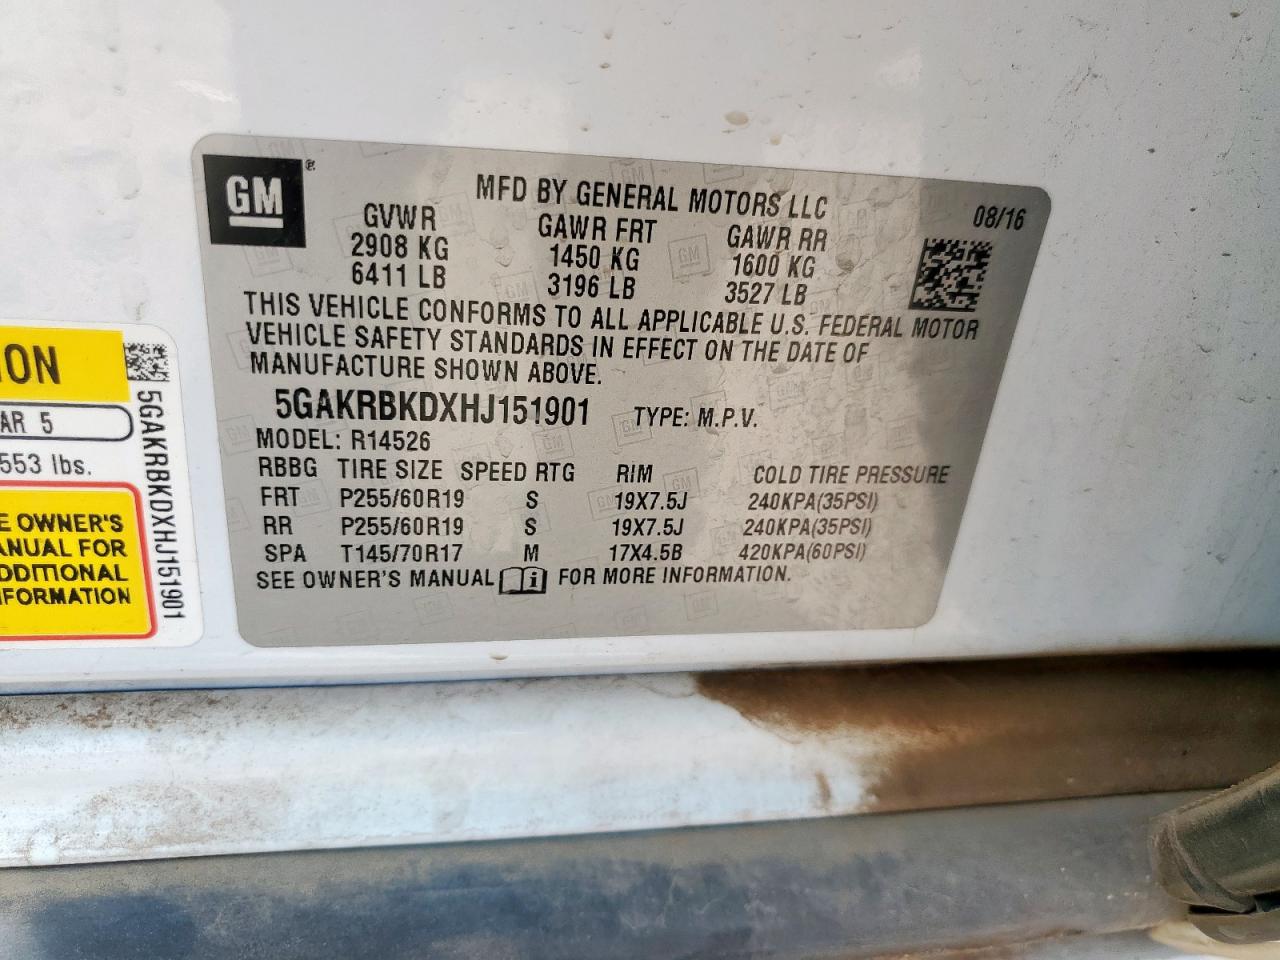 GM
MFD BY GENERAL MOTORS LLC
08/16
GVWR GAWR FRT GAWR RR
2908 KG 1450 KG 1600 KG
6411 LB 3196 LB 3527 LB
THIS VEHICLE CONFORMS TO ALL APPLICABLE U.S. FEDERAL MOTOR
VEHICLE SAFETY STANDARDS IN EFFECT ON THE DATE OF
MANUFACTURE SHOWN ABOVE.
5GAKRBKDXHJ151901 TYPE: M.P.V.
MODEL: R14526
RBBG TIRE SIZE SPEED RTG RIM COLD TIRE PRESSURE
FRT P255/60R19 S 19X7.5J 240KPA(35PSI)
RR P255/60R19 S 19X7.5J 240KPA(35PSI)
SPA T145/70R17 M 17X4.5B 420KPA(60PSI)
SEE OWNER'S MANUAL i FOR MORE INFORMATION.
ION
AR 5
553 lbs.
E OWNER'S
ANUAL FOR
DDITIONAL
NFORMATION
5GAKRBKDXHJ151901